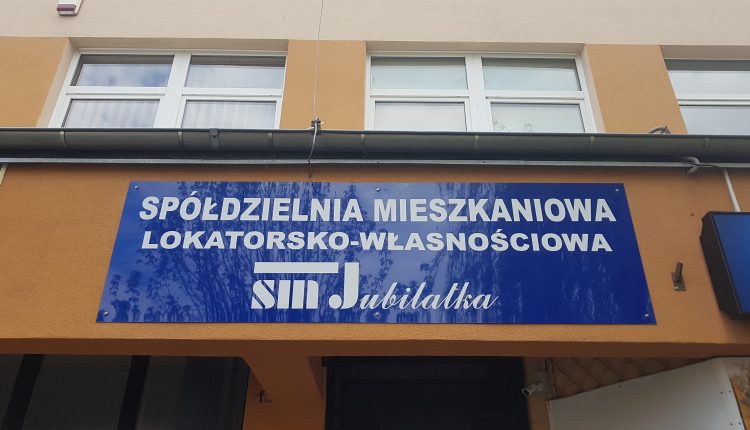 SPÓŁDZIELNIA MIESZKANIOWA
LOKATORSKO-WŁASNOŚCIOWA
sm Jubilatka